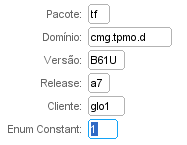 Pacote: tf
Domínio: cmg.tpmo.d
Versão: B61U
Release: a7
Cliente: glo1
Enum Constant: 1